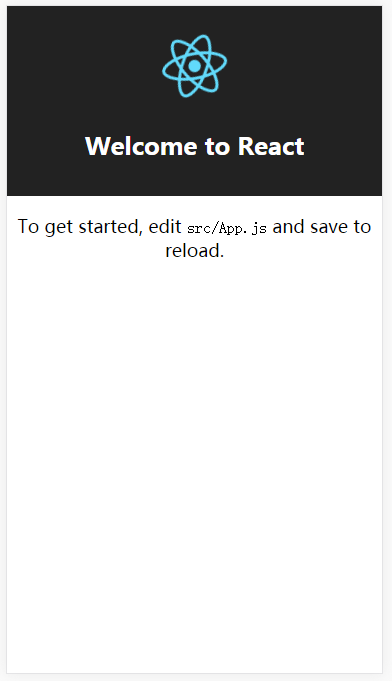 Welcome to React
To get started, edit src/App.js and save to
reload.